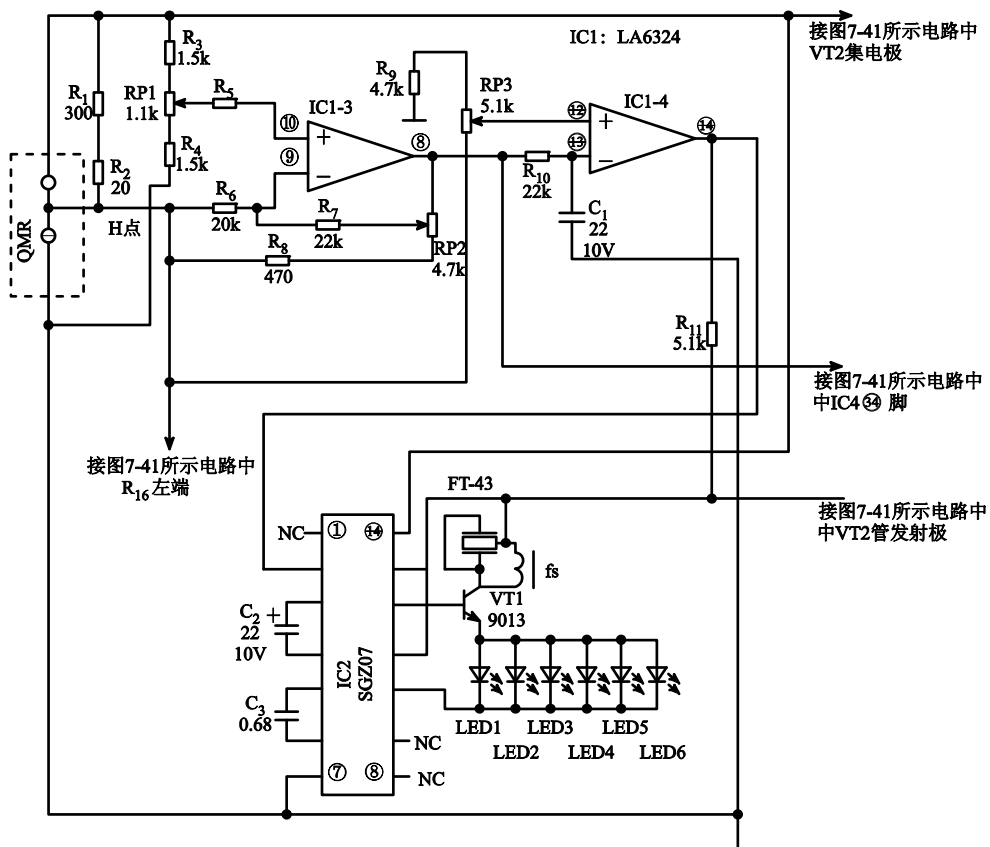 IC1：LA6324
接图7-41所示电路中
VT2集电极
R3
1.5k
R1
300
RP1
1.1k
R5
R4
1.5k
R2
20
QMR
H点
R6
20k
R7
22k
R8
470
⑩
⑨
IC1-3
+
−
⑧
RP2
4.7k
R9
4.7k
RP3
5.1k
R10
22k
⑫
⑬
IC1-4
+
−
⑭
C1
22
10V
R11
5.1k
接图7-41所示电路中
中IC4㉞ 脚
接图7-41所示电路中
R16左端
FT-43
接图7-41所示电路中
中VT2管发射极
NC
①
⑭
fs
VT1
9013
C2
+
22
10V
IC2
SGZ07
C3
0.68
LED1
LED3
LED5
LED2
LED4
LED6
NC
⑦
⑧
NC